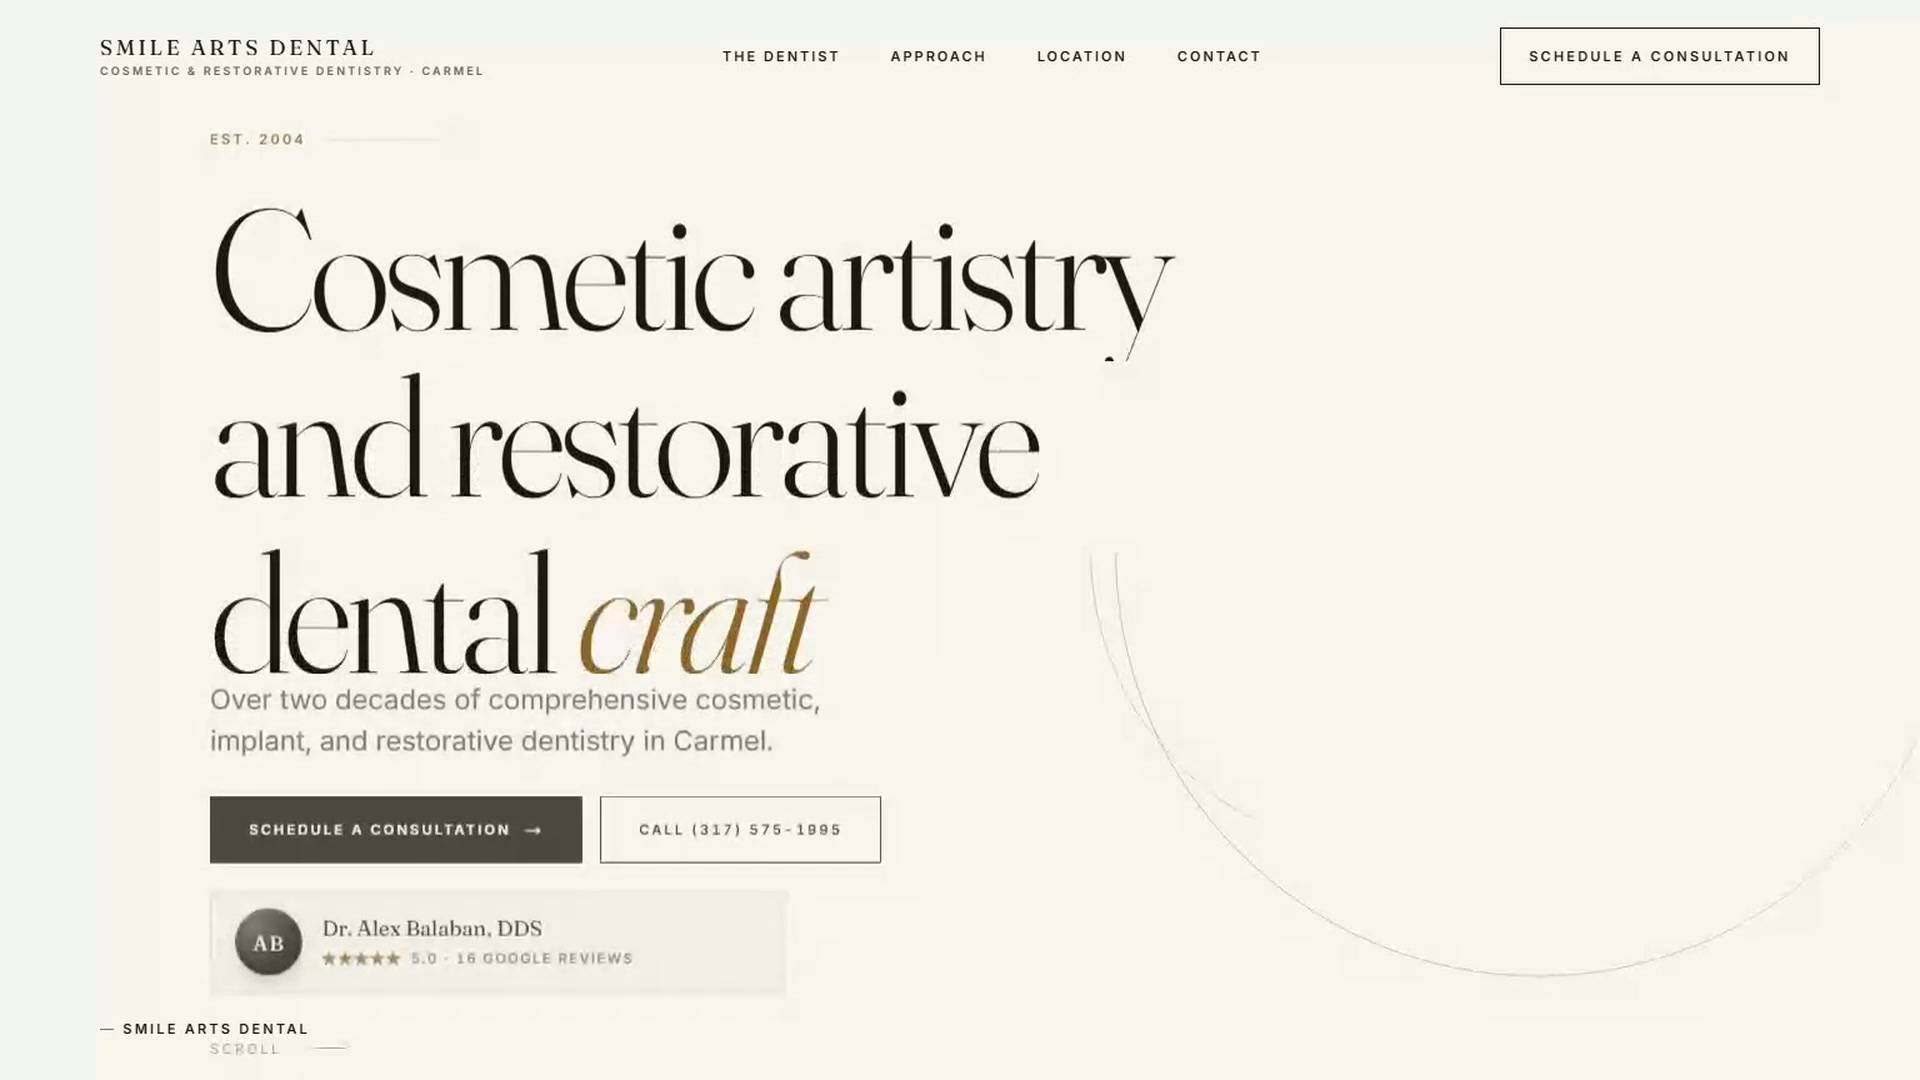 SMILE ARTS DENTAL
COSMETIC & RESTORATIVE DENTISTRY · CARMEL
THE DENTIST
APPROACH
LOCATION
CONTACT
SCHEDULE A CONSULTATION
EST. 2004
Cosmetic artistry
and restorative
dental craft
Over two decades of comprehensive cosmetic,
implant, and restorative dentistry in Carmel.
SCHEDULE A CONSULTATION →
CALL (317) 575-1995
AB
Dr. Alex Balaban, DDS
★★★★★ 5.0 · 16 GOOGLE REVIEWS
— SMILE ARTS DENTAL
SCROLL